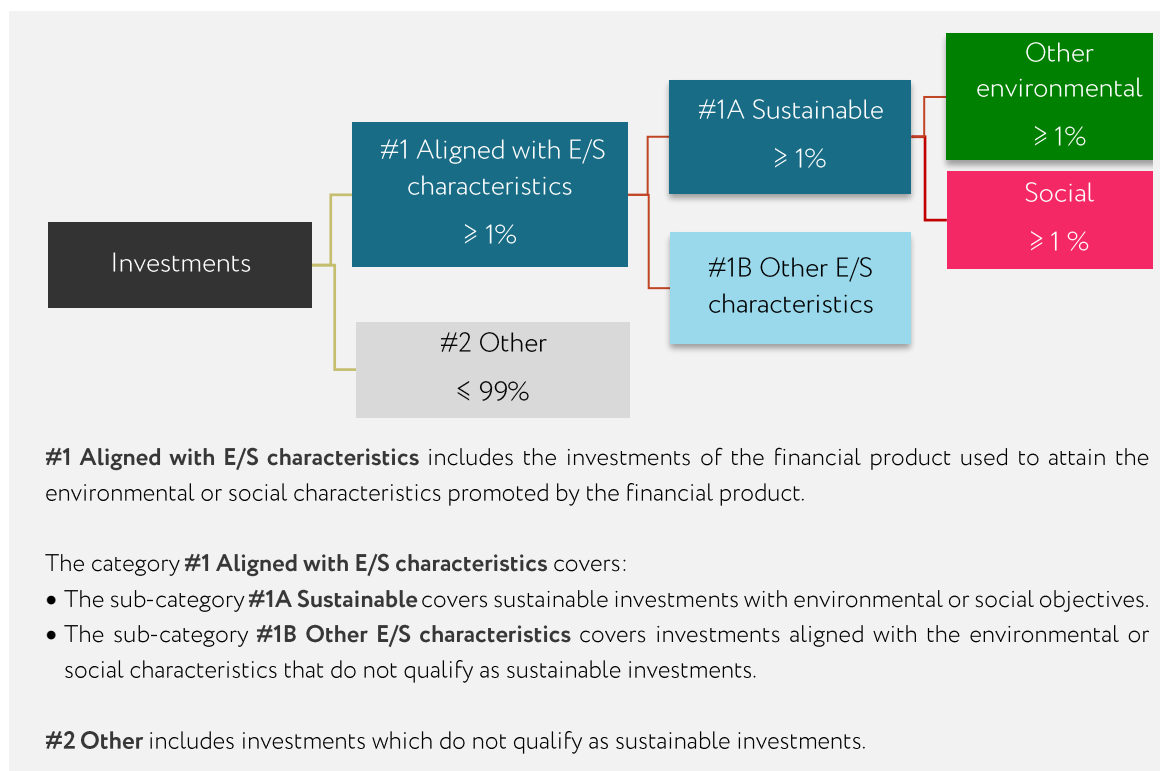 Investments
#1 Aligned with E/S
characteristics
⩾ 1%
#2 Other
⩽ 99%
#1A Sustainable
⩾ 1%
#1B Other E/S
characteristics
Other
environmental
⩾ 1%
Social
⩾ 1 %
#1 Aligned with E/S characteristics includes the investments of the financial product used to attain the
environmental or social characteristics promoted by the financial product.
The category #1 Aligned with E/S characteristics covers:
• The sub-category #1A Sustainable covers sustainable investments with environmental or social objectives.
• The sub-category #1B Other E/S characteristics covers investments aligned with the environmental or
social characteristics that do not qualify as sustainable investments.
#2 Other includes investments which do not qualify as sustainable investments.